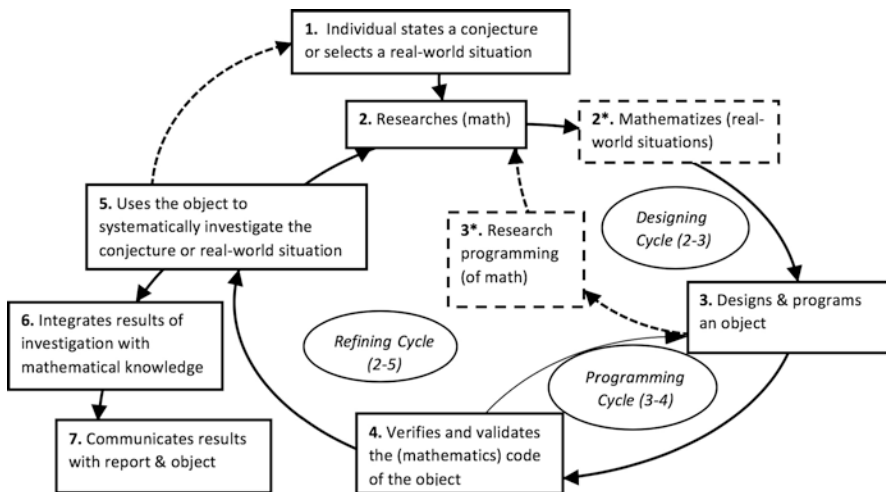 1. Individual states a conjecture
or selects a real-world situation
2. Researches (math)
2*. Mathematizes (real-
world situations)
5. Uses the object to
systematically investigate the
conjecture or real-world situation
3*. Research
programming
(of math)
Designing
Cycle (2-3)
3. Designs & programs
an object
6. Integrates results of
investigation with
mathematical knowledge
Refining Cycle
(2-5)
Programming
Cycle (3-4)
7. Communicates results
with report & object
4. Verifies and validates
the (mathematics) code
of the object